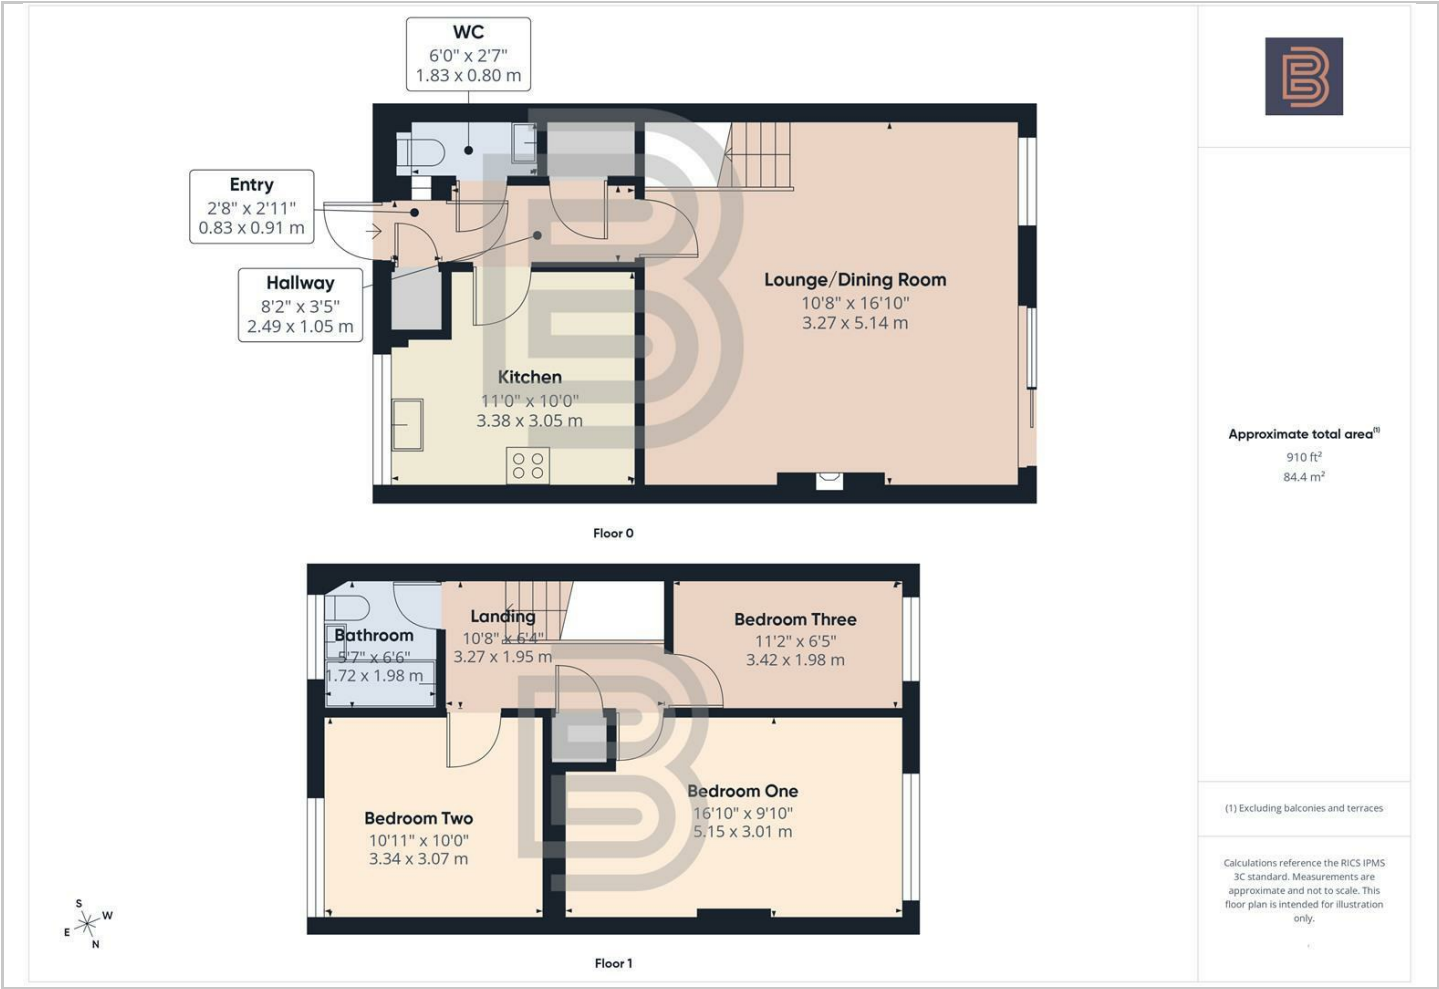 WC
6'0" x 2'7"
1.83 x 0.80 m
Entry
2'8" x 2'11"
0.83 x 0.91 m
Hallway
8'2" x 3'5"
2.49 x 1.05 m
Lounge/Dining Room
10'8" x 16'10"
3.27 x 5.14 m
Kitchen
11'0" x 10'0"
3.38 x 3.05 m
Floor 0
Landing
10'8" x 6'4"
3.27 x 1.95 m
Bathroom
5'7" x 6'6"
1.72 x 1.98 m
Bedroom Three
11'2" x 6'5"
3.42 x 1.98 m
Bedroom Two
10'11" x 10'0"
3.34 x 3.07 m
Bedroom One
16'10" x 9'10"
5.15 x 3.01 m
Floor 1
S
W
E
N
B
Approximate total area(1)
910 ft²
84.4 m²
(1) Excluding balconies and terraces
Calculations reference the RICS IPMS
3C standard. Measurements are
approximate and not to scale. This
floor plan is intended for illustration
only.